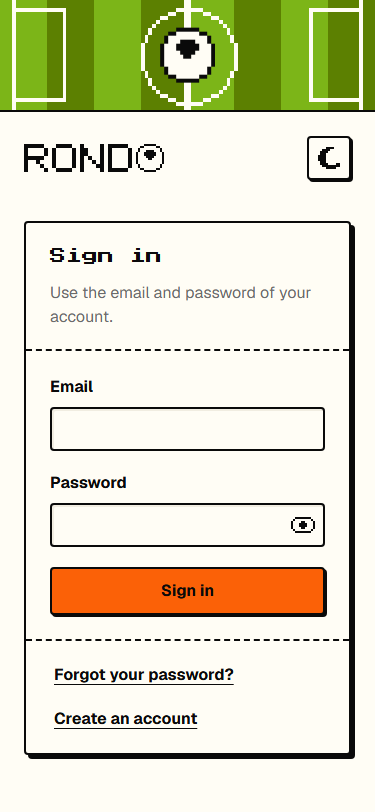 RONDO
Sign in
Use the email and password of your
account.
Email
Password
Sign in
Forgot your password?
Create an account